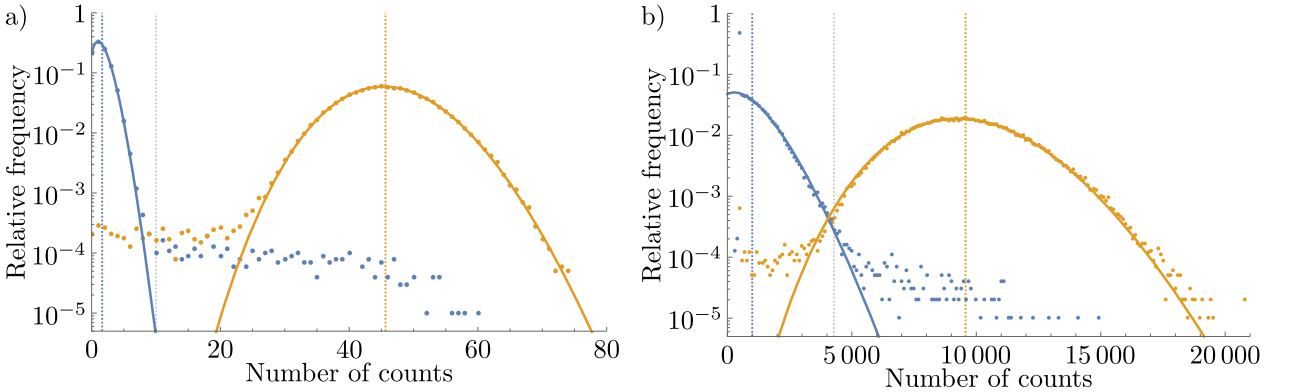 a)
Relative frequency
1
10⁻¹
10⁻²
10⁻³
10⁻⁴
10⁻⁵
0 20 40 60 80
Number of counts
b)
Relative frequency
1
10⁻¹
10⁻²
10⁻³
10⁻⁴
10⁻⁵
0 5 000 10 000 15 000 20 000
Number of counts